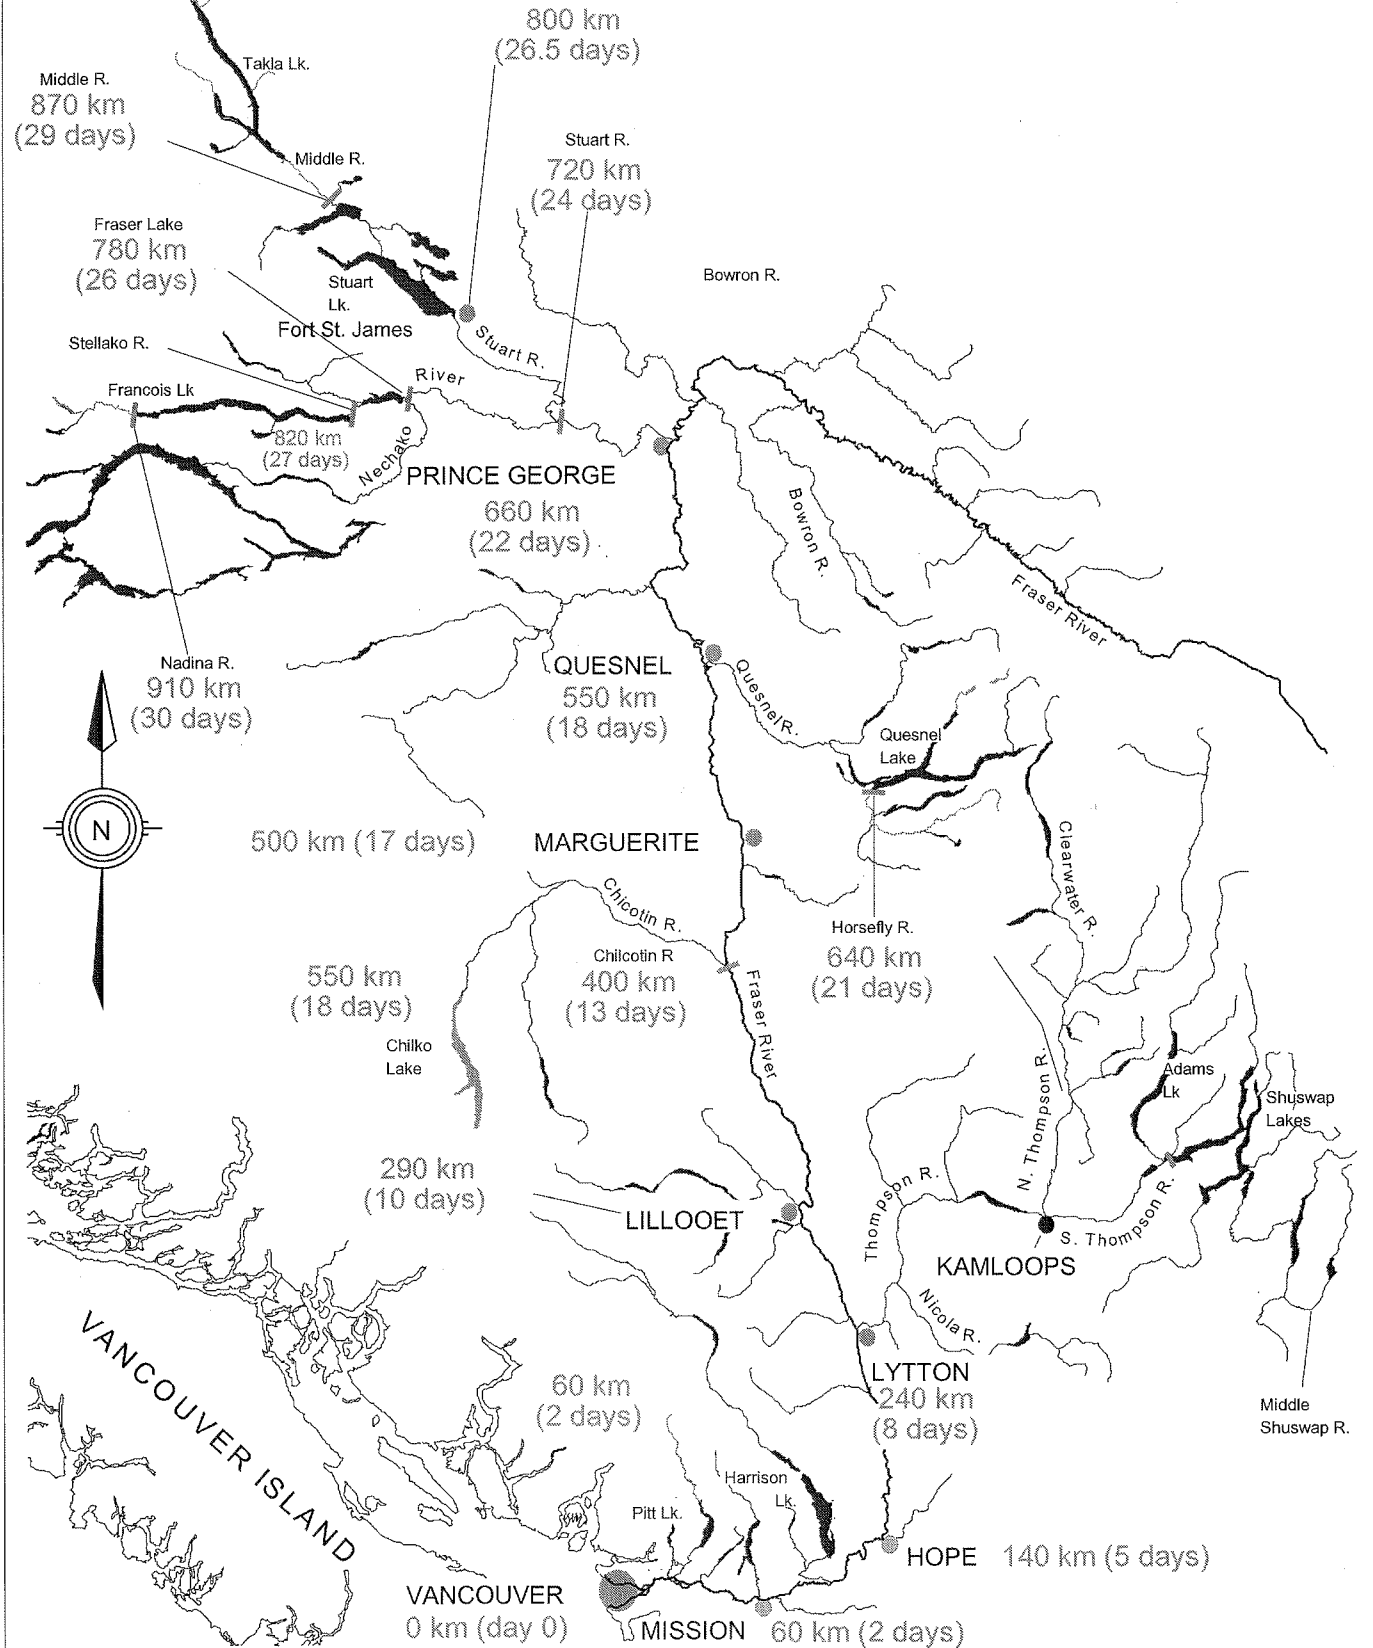 800 km
(26.5 days)
Takla Lk.
Middle R.
870 km
(29 days)
Middle R.
Stuart R.
720 km
(24 days)
Fraser Lake
780 km
(26 days)
Bowron R.
Stuart
Lk.
Fort St. James
Stuart R.
Stellako R.
River
Francois Lk
820 km
(27 days)
Nechako
PRINCE GEORGE
660 km
(22 days)
Bowron R.
Fraser River
Nadina R.
910 km
(30 days)
QUESNEL
550 km
(18 days)
Quesnel R.
Quesnel
Lake
N
500 km (17 days)
MARGUERITE
Clearwater R.
Chicotin R.
Horsefly R.
640 km
(21 days)
Chilcotin R
400 km
(13 days)
550 km
(18 days)
Fraser River
Chilko
Lake
N. Thompson R.
Adams
Lk
Shuswap
Lakes
290 km
(10 days)
LILLOOET
Thompson R.
S. Thompson R.
KAMLOOPS
Nicola R.
VANCOUVER ISLAND
LYTTON
240 km
(8 days)
60 km
(2 days)
Middle
Shuswap R.
Harrison
Lk.
Pitt Lk.
HOPE 140 km (5 days)
VANCOUVER
0 km (day 0)
MISSION 60 km (2 days)